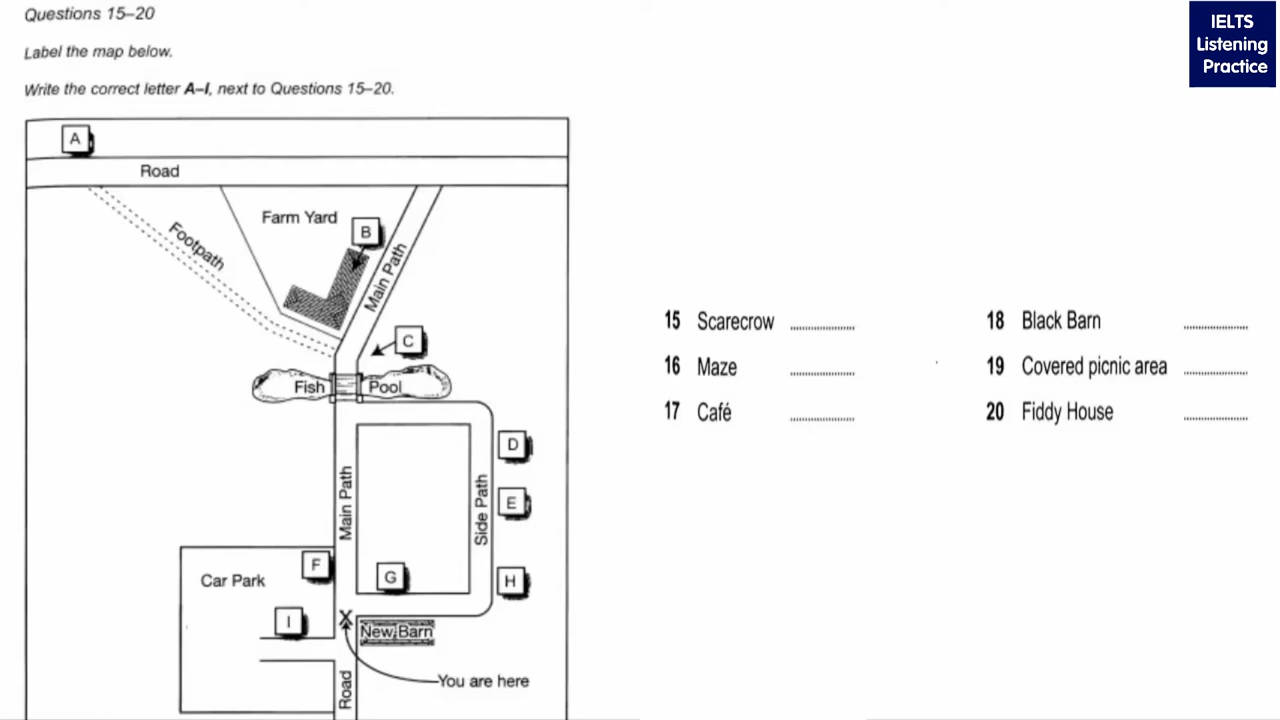 Questions 15–20
IELTS
Listening
Practice
Label the map below.
Write the correct letter A–I, next to Questions 15–20.
A
Road
Farm Yard
B
Footpath
Main Path
C
Fish
Pool
D
E
Main Path
Side Path
F
G
H
Car Park
I
X
New Barn
You are here
Road
15 Scarecrow ................
16 Maze ................
17 Café ................
18 Black Barn ................
19 Covered picnic area ................
20 Fiddy House ................